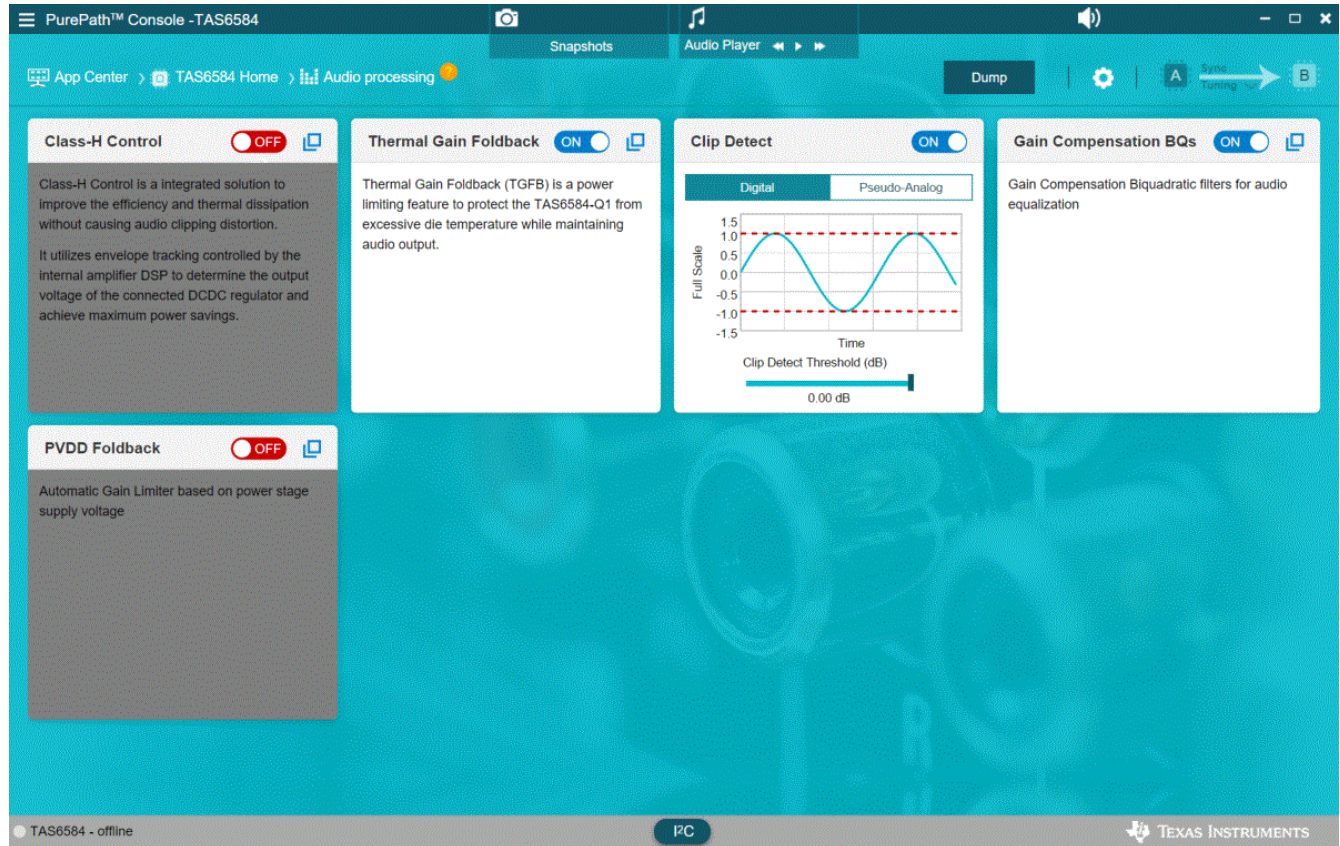 PurePath™ Console -TAS6584
Snapshots
Audio Player
App Center > TAS6584 Home > Audio processing ?
Dump
A Sync Tuning B
Class-H Control OFF
Class-H Control is a integrated solution to
improve the efficiency and thermal dissipation
without causing audio clipping distortion.
It utilizes envelope tracking controlled by the
internal amplifier DSP to determine the output
voltage of the connected DCDC regulator and
achieve maximum power savings.
Thermal Gain Foldback ON
Thermal Gain Foldback (TGFB) is a power
limiting feature to protect the TAS6584-Q1 from
excessive die temperature while maintaining
audio output.
Clip Detect ON
Digital Pseudo-Analog
Full Scale
1.5
1.0
0.5
0.0
-0.5
-1.0
-1.5
Time
Clip Detect Threshold (dB)
0.00 dB
Gain Compensation BQs ON
Gain Compensation Biquadratic filters for audio
equalization
PVDD Foldback OFF
Automatic Gain Limiter based on power stage
supply voltage
TAS6584 - offline
I²C
TEXAS INSTRUMENTS